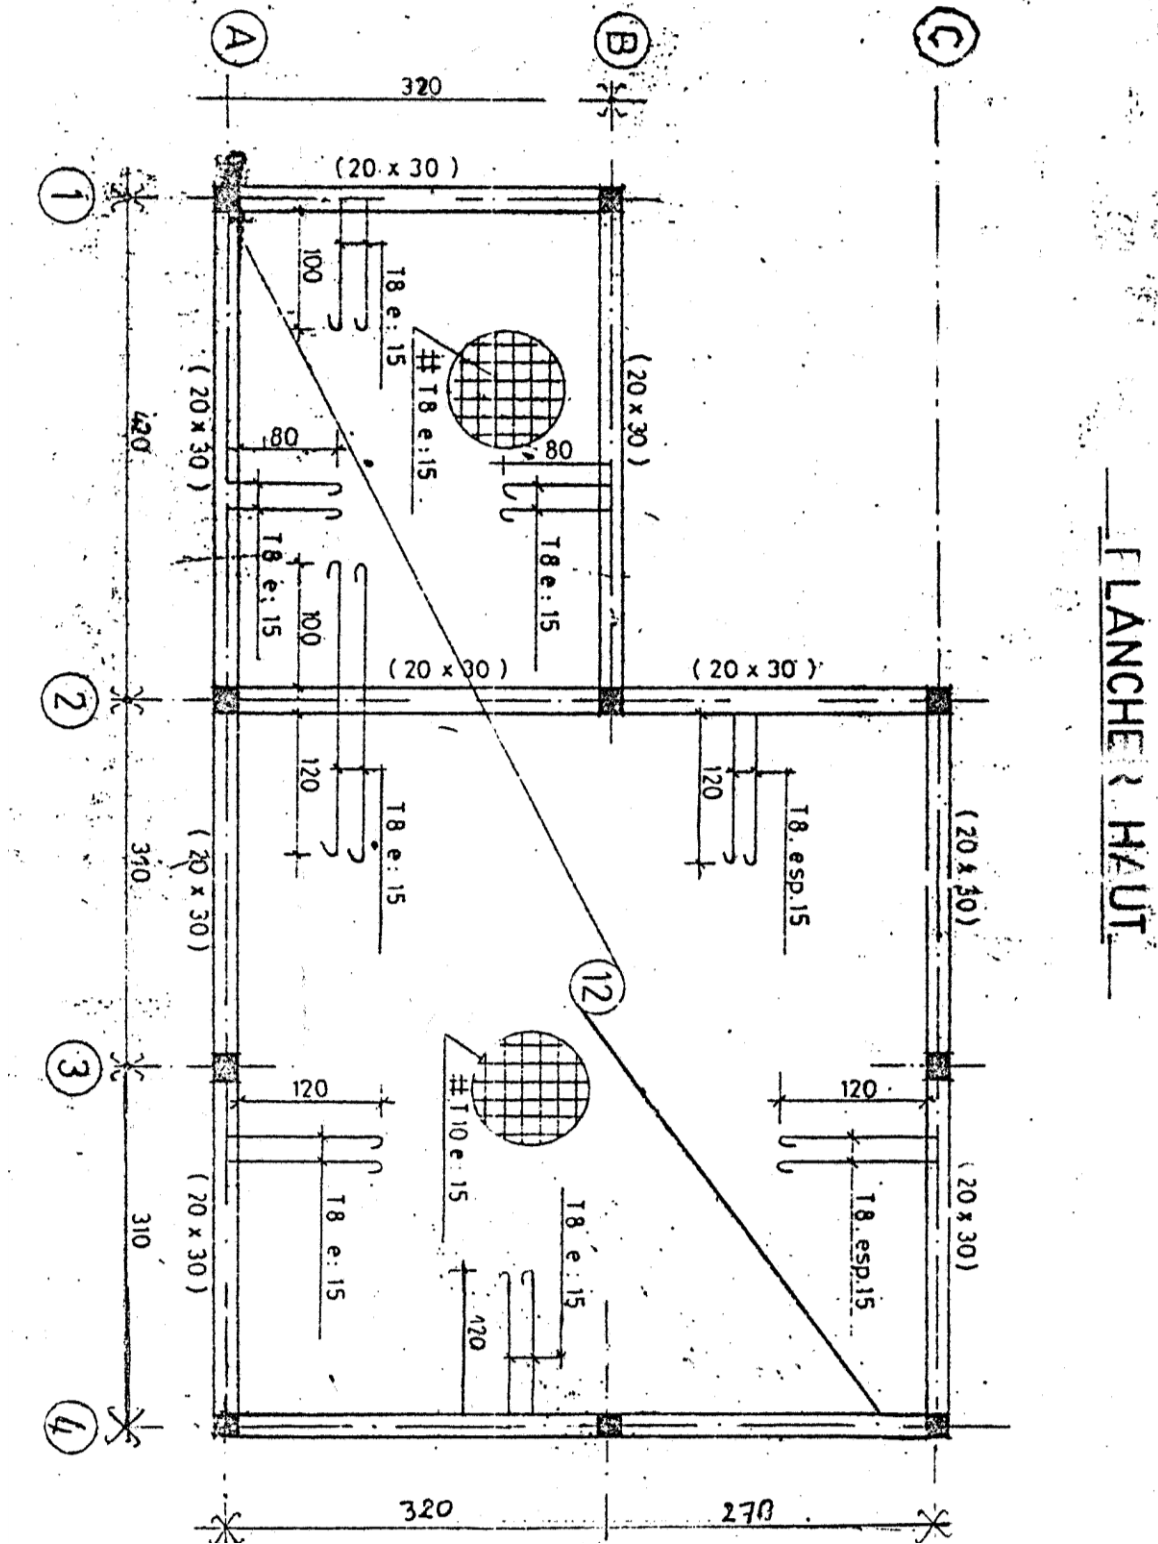 A
B
C
320
(20 x 30)
1
100
T8 e:15
# T8 e:15
(20 x 30)
(20 x 30)
420
80
80
T8 e:15
T8 e:15
100
PLANCHER HAUT
2
(20 x 30)
(20 x 30)
120
T8 e:15
120
T8.esp.15
(20 x 30)
310
(20 x 30)
12
3
# T10 e:15
120
120
T8 e:15
T8.esp.15
(20 x 30)
(20 x 30)
310
T8 e:15
120
4
320
270